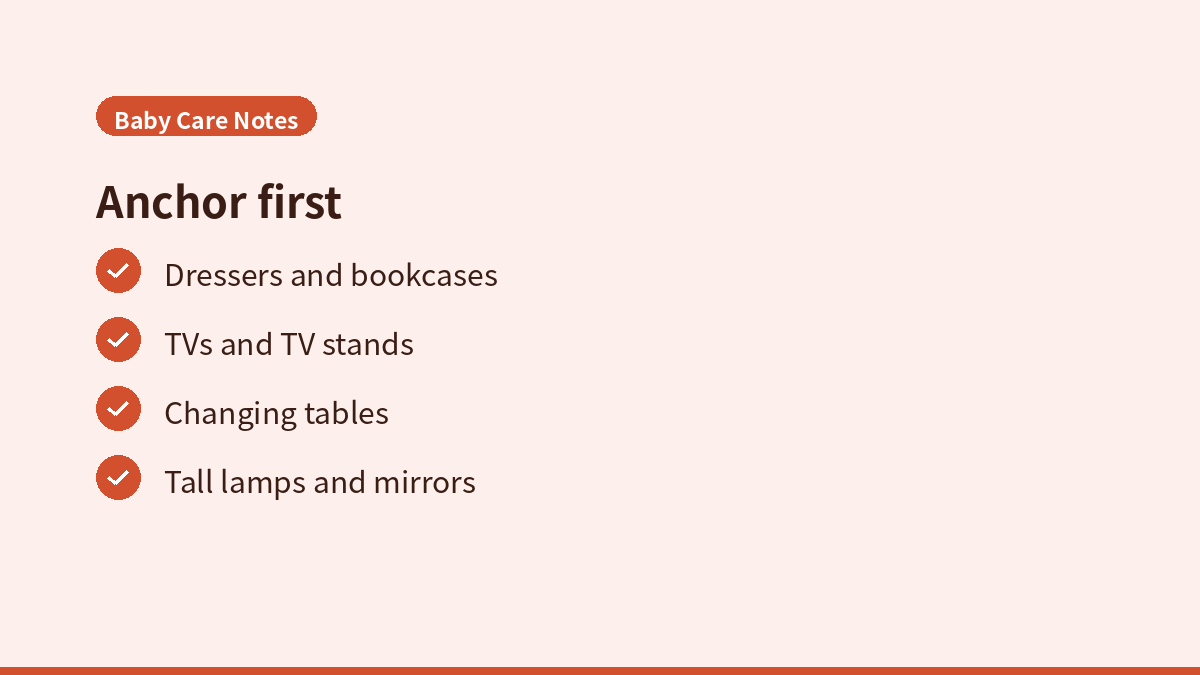 Baby Care Notes
Anchor first
Dressers and bookcases
TVs and TV stands
Changing tables
Tall lamps and mirrors